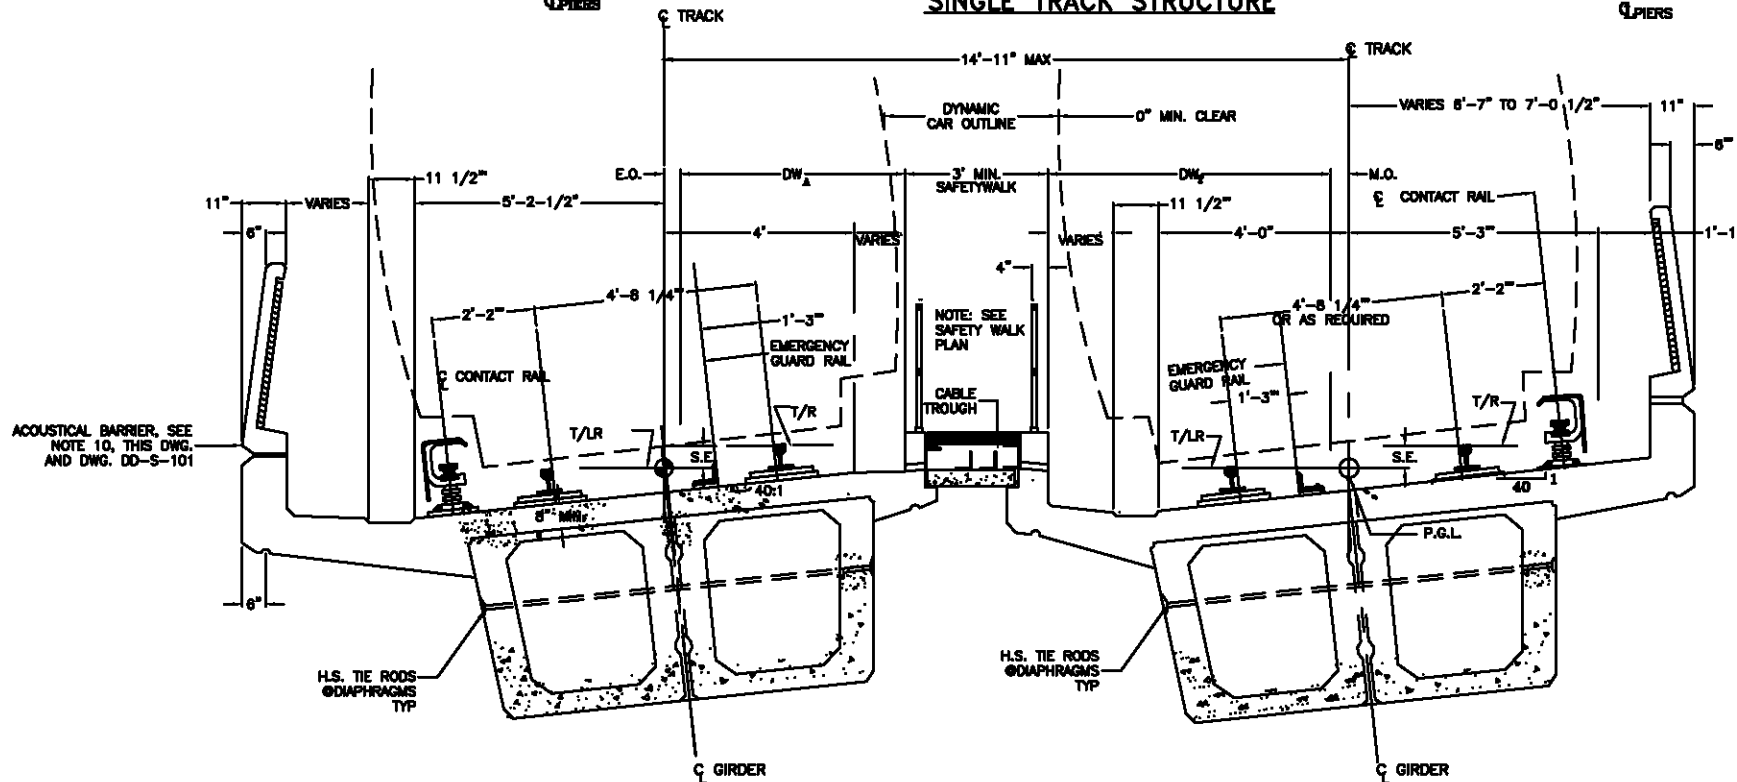 ℄ PIERS
SINGLE TRACK STRUCTURE
℄ PIERS
℄ TRACK
℄ TRACK
14'-11" MAX
DYNAMIC
CAR OUTLINE
0" MIN. CLEAR
VARIES 6'-7" TO 7'-0 1/2"
11"
6"
11 1/2"
E.O.
DW
3' MIN.
SAFETYWALK
DW
M.O.
11"
VARIES
5'-2-1/2"
11 1/2"
℄ CONTACT RAIL
6"
4'
VARIES
VARIES
4'-0"
5'-3"
1'-1
4"
4'-8 1/4"
2'-2"
2'-2"
4'-8 1/4"
OR AS REQUIRED
1'-3"
NOTE: SEE
SAFETY WALK
PLAN
EMERGENCY
GUARD RAIL
EMERGENCY
GUARD RAIL
℄ CONTACT RAIL
1'-3"
CABLE
TROUGH
T/R
T/R
ACOUSTICAL BARRIER, SEE
NOTE 10, THIS DWG.
AND DWG. DD-S-101
T/LR
T/LR
S.E.
S.E.
40:1
40
1
8" MIN.
P.G.L.
6"
H.S. TIE RODS
@DIAPHRAGMS
TYP
H.S. TIE RODS
@DIAPHRAGMS
TYP
℄ GIRDER
℄ GIRDER